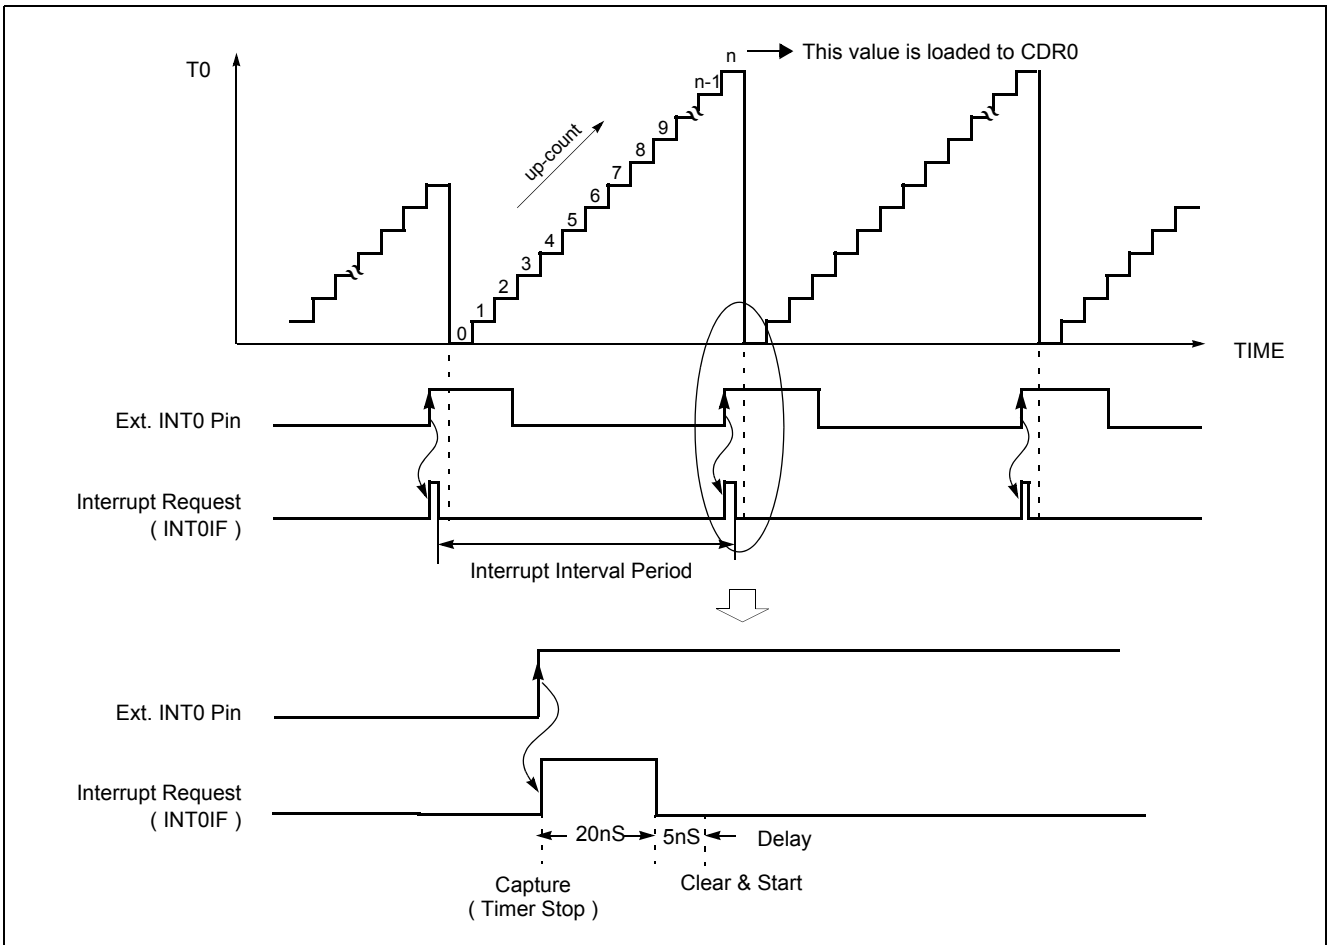 n
This value is loaded to CDR0
T0
n-1
up-count
9
8
7
6
5
4
3
2
1
0
TIME
Ext. INT0 Pin
Interrupt Request
( INT0IF )
Interrupt Interval Period
Ext. INT0 Pin
Interrupt Request
( INT0IF )
20nS
5nS
Delay
Capture
( Timer Stop )
Clear & Start